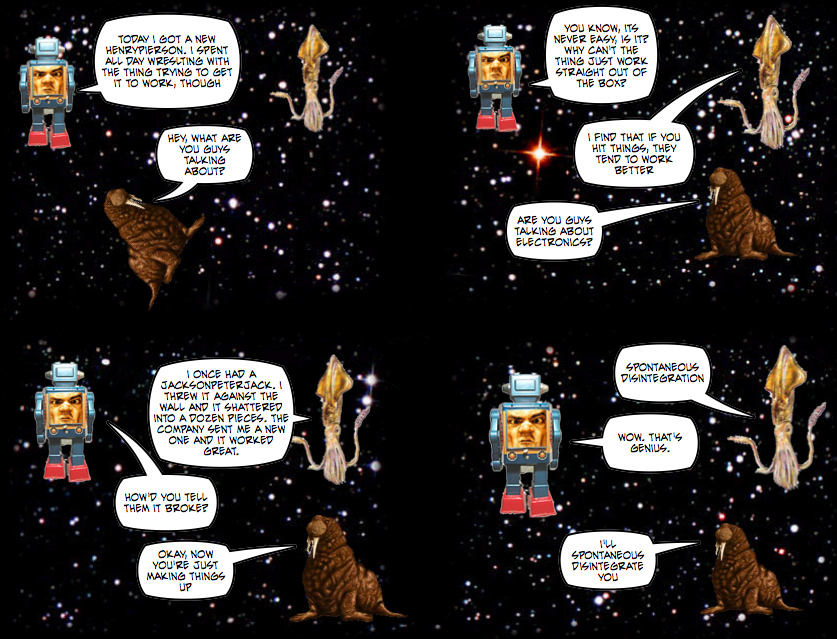 TODAY I GOT A NEW
HENRYPIERSON. I SPENT
ALL DAY WRESLTING WITH
THE THING TRYING TO GET
IT TO WORK, THOUGH
HEY, WHAT ARE
YOU GUYS
TALKING
ABOUT?
YOU KNOW, ITS
NEVER EASY, IS IT?
WHY CAN'T THE
THING JUST WORK
STRAIGHT OUT OF
THE BOX?
I FIND THAT IF YOU
HIT THINGS, THEY
TEND TO WORK
BETTER
ARE YOU GUYS
TALKING ABOUT
ELECTRONICS?
I ONCE HAD A
JACKSONPETERJACK. I
THREW IT AGAINST THE
WALL AND IT SHATTERED
INTO A DOZEN PIECES. THE
COMPANY SENT ME A NEW
ONE AND IT WORKED
GREAT.
HOW'D YOU TELL
THEM IT BROKE?
OKAY, NOW
YOU'RE JUST
MAKING THINGS
UP
SPONTANEOUS
DISINTEGRATION
WOW. THAT'S
GENIUS.
I'LL
SPONTANEOUS
DISINTEGRATE
YOU